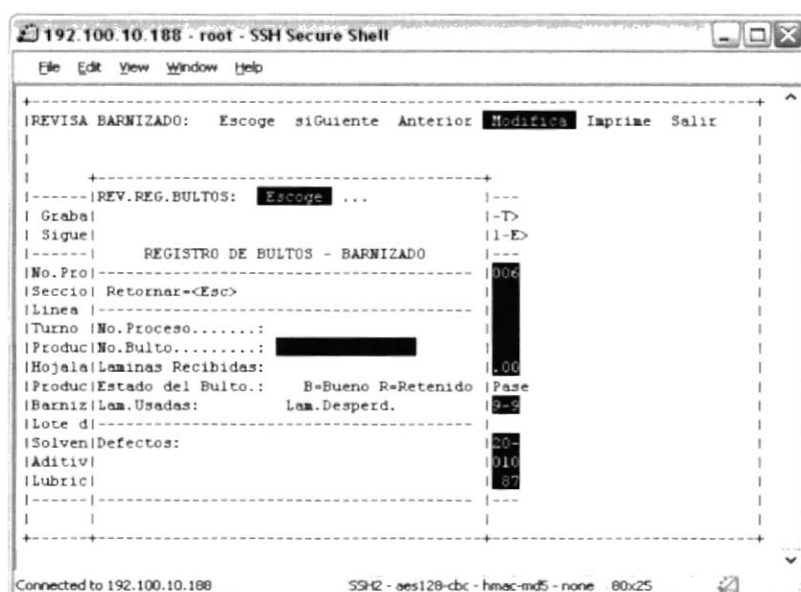 192.100.10.188 - root - SSH Secure Shell
File Edit View Window Help
REVISA BARNIZADO: Escoge siGuiente Anterior Modifica Imprime Salir
REV.REG.BULTOS: Escoge ...
Graba -T>
Sigue l-E>
REGISTRO DE BULTOS - BARNIZADO
No.Pro 006
Seccio Retornar=<Esc>
Linea
Turno No.Proceso.......:
Produc No.Bulto.........:
Hojala Laminas Recibidas: .00
Produc Estado del Bulto.: B=Bueno R=Retenido Pase
Barniz Lam.Usadas: Lam.Desperd. 9-9
Lote d
Solven Defectos: 20-
Aditiv 010
Lubric 87
Connected to 192.100.10.188 SSH2 - aes128-cbc - hmac-md5 - none 80x25